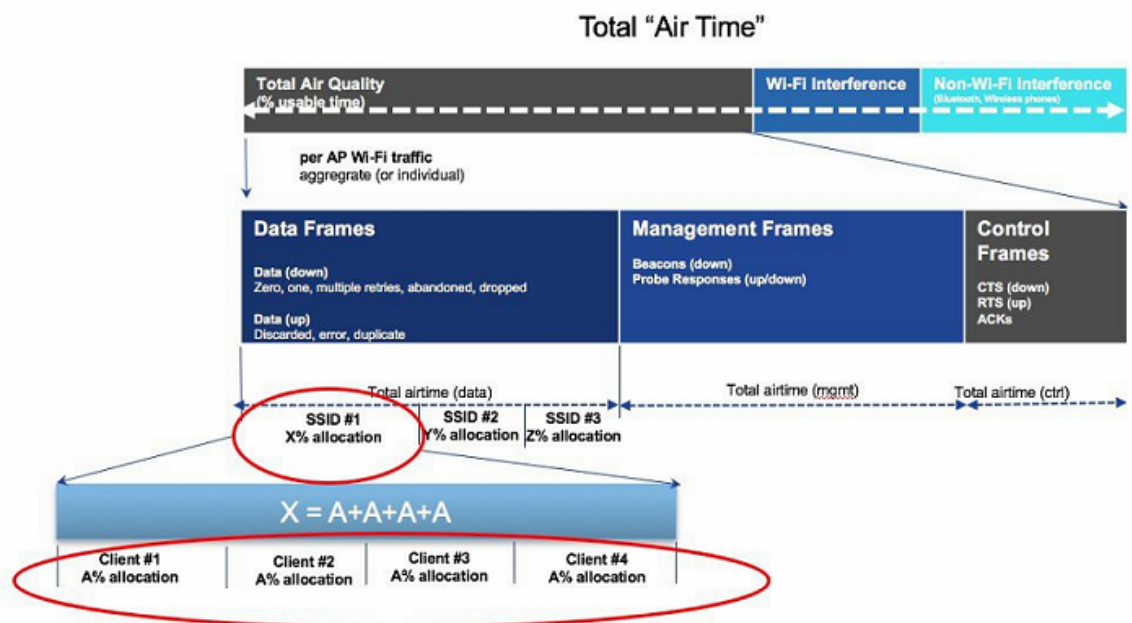 Total “Air Time”
Total Air Quality
(% usable time)
Wi-Fi Interference
Non-Wi-Fi Interference
(Bluetooth, Wireless phones)
per AP Wi-Fi traffic
aggregrate (or individual)
Data Frames
Data (down)
Zero, one, multiple retries, abandoned, dropped
Data (up)
Discarded, error, duplicate
Management Frames
Beacons (down)
Probe Responses (up/down)
Control
Frames
CTS (down)
RTS (up)
ACKs
Total airtime (data)
Total airtime (mgmt)
Total airtime (ctrl)
SSID #1
X% allocation
SSID #2
Y% allocation
SSID #3
Z% allocation
X = A+A+A+A
Client #1
A% allocation
Client #2
A% allocation
Client #3
A% allocation
Client #4
A% allocation